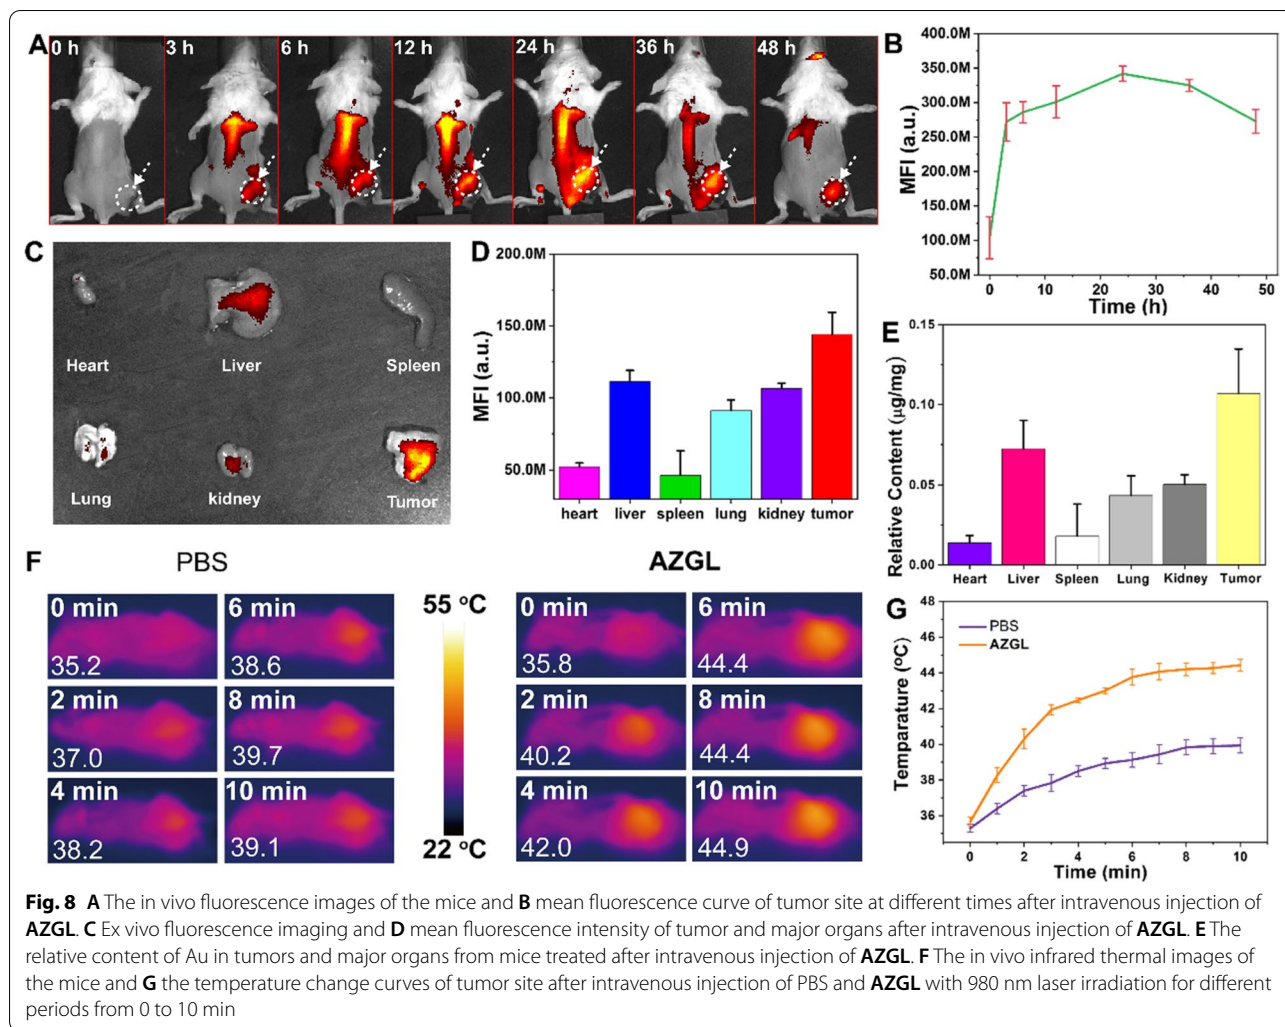 A
0 h
3 h
6 h
12 h
24 h
36 h
48 h
B
400.0M
350.0M
300.0M
250.0M
200.0M
150.0M
100.0M
50.0M
MFI (a.u.)
0 10 20 30 40 50
Time (h)
C
Heart
Liver
Spleen
Lung
kidney
Tumor
D
200.0M
150.0M
100.0M
50.0M
MFI (a.u.)
heart liver spleen lung kidney tumor
E
0.15
0.10
0.05
0.00
Relative Content (μg/mg)
Heart Liver Spleen Lung Kidney Tumor
F
PBS
0 min
35.2
6 min
38.6
2 min
37.0
8 min
39.7
4 min
38.2
10 min
39.1
55 °C
22 °C
AZGL
0 min
35.8
6 min
44.4
2 min
40.2
8 min
44.4
4 min
42.0
10 min
44.9
G
48
46
44
42
40
38
36
Temparature (°C)
PBS
AZGL
0 2 4 6 8 10
Time (min)
Fig. 8 A The in vivo fluorescence images of the mice and B mean fluorescence curve of tumor site at different times after intravenous injection of
AZGL. C Ex vivo fluorescence imaging and D mean fluorescence intensity of tumor and major organs after intravenous injection of AZGL. E The
relative content of Au in tumors and major organs from mice treated after intravenous injection of AZGL. F The in vivo infrared thermal images of
the mice and G the temperature change curves of tumor site after intravenous injection of PBS and AZGL with 980 nm laser irradiation for different
periods from 0 to 10 min